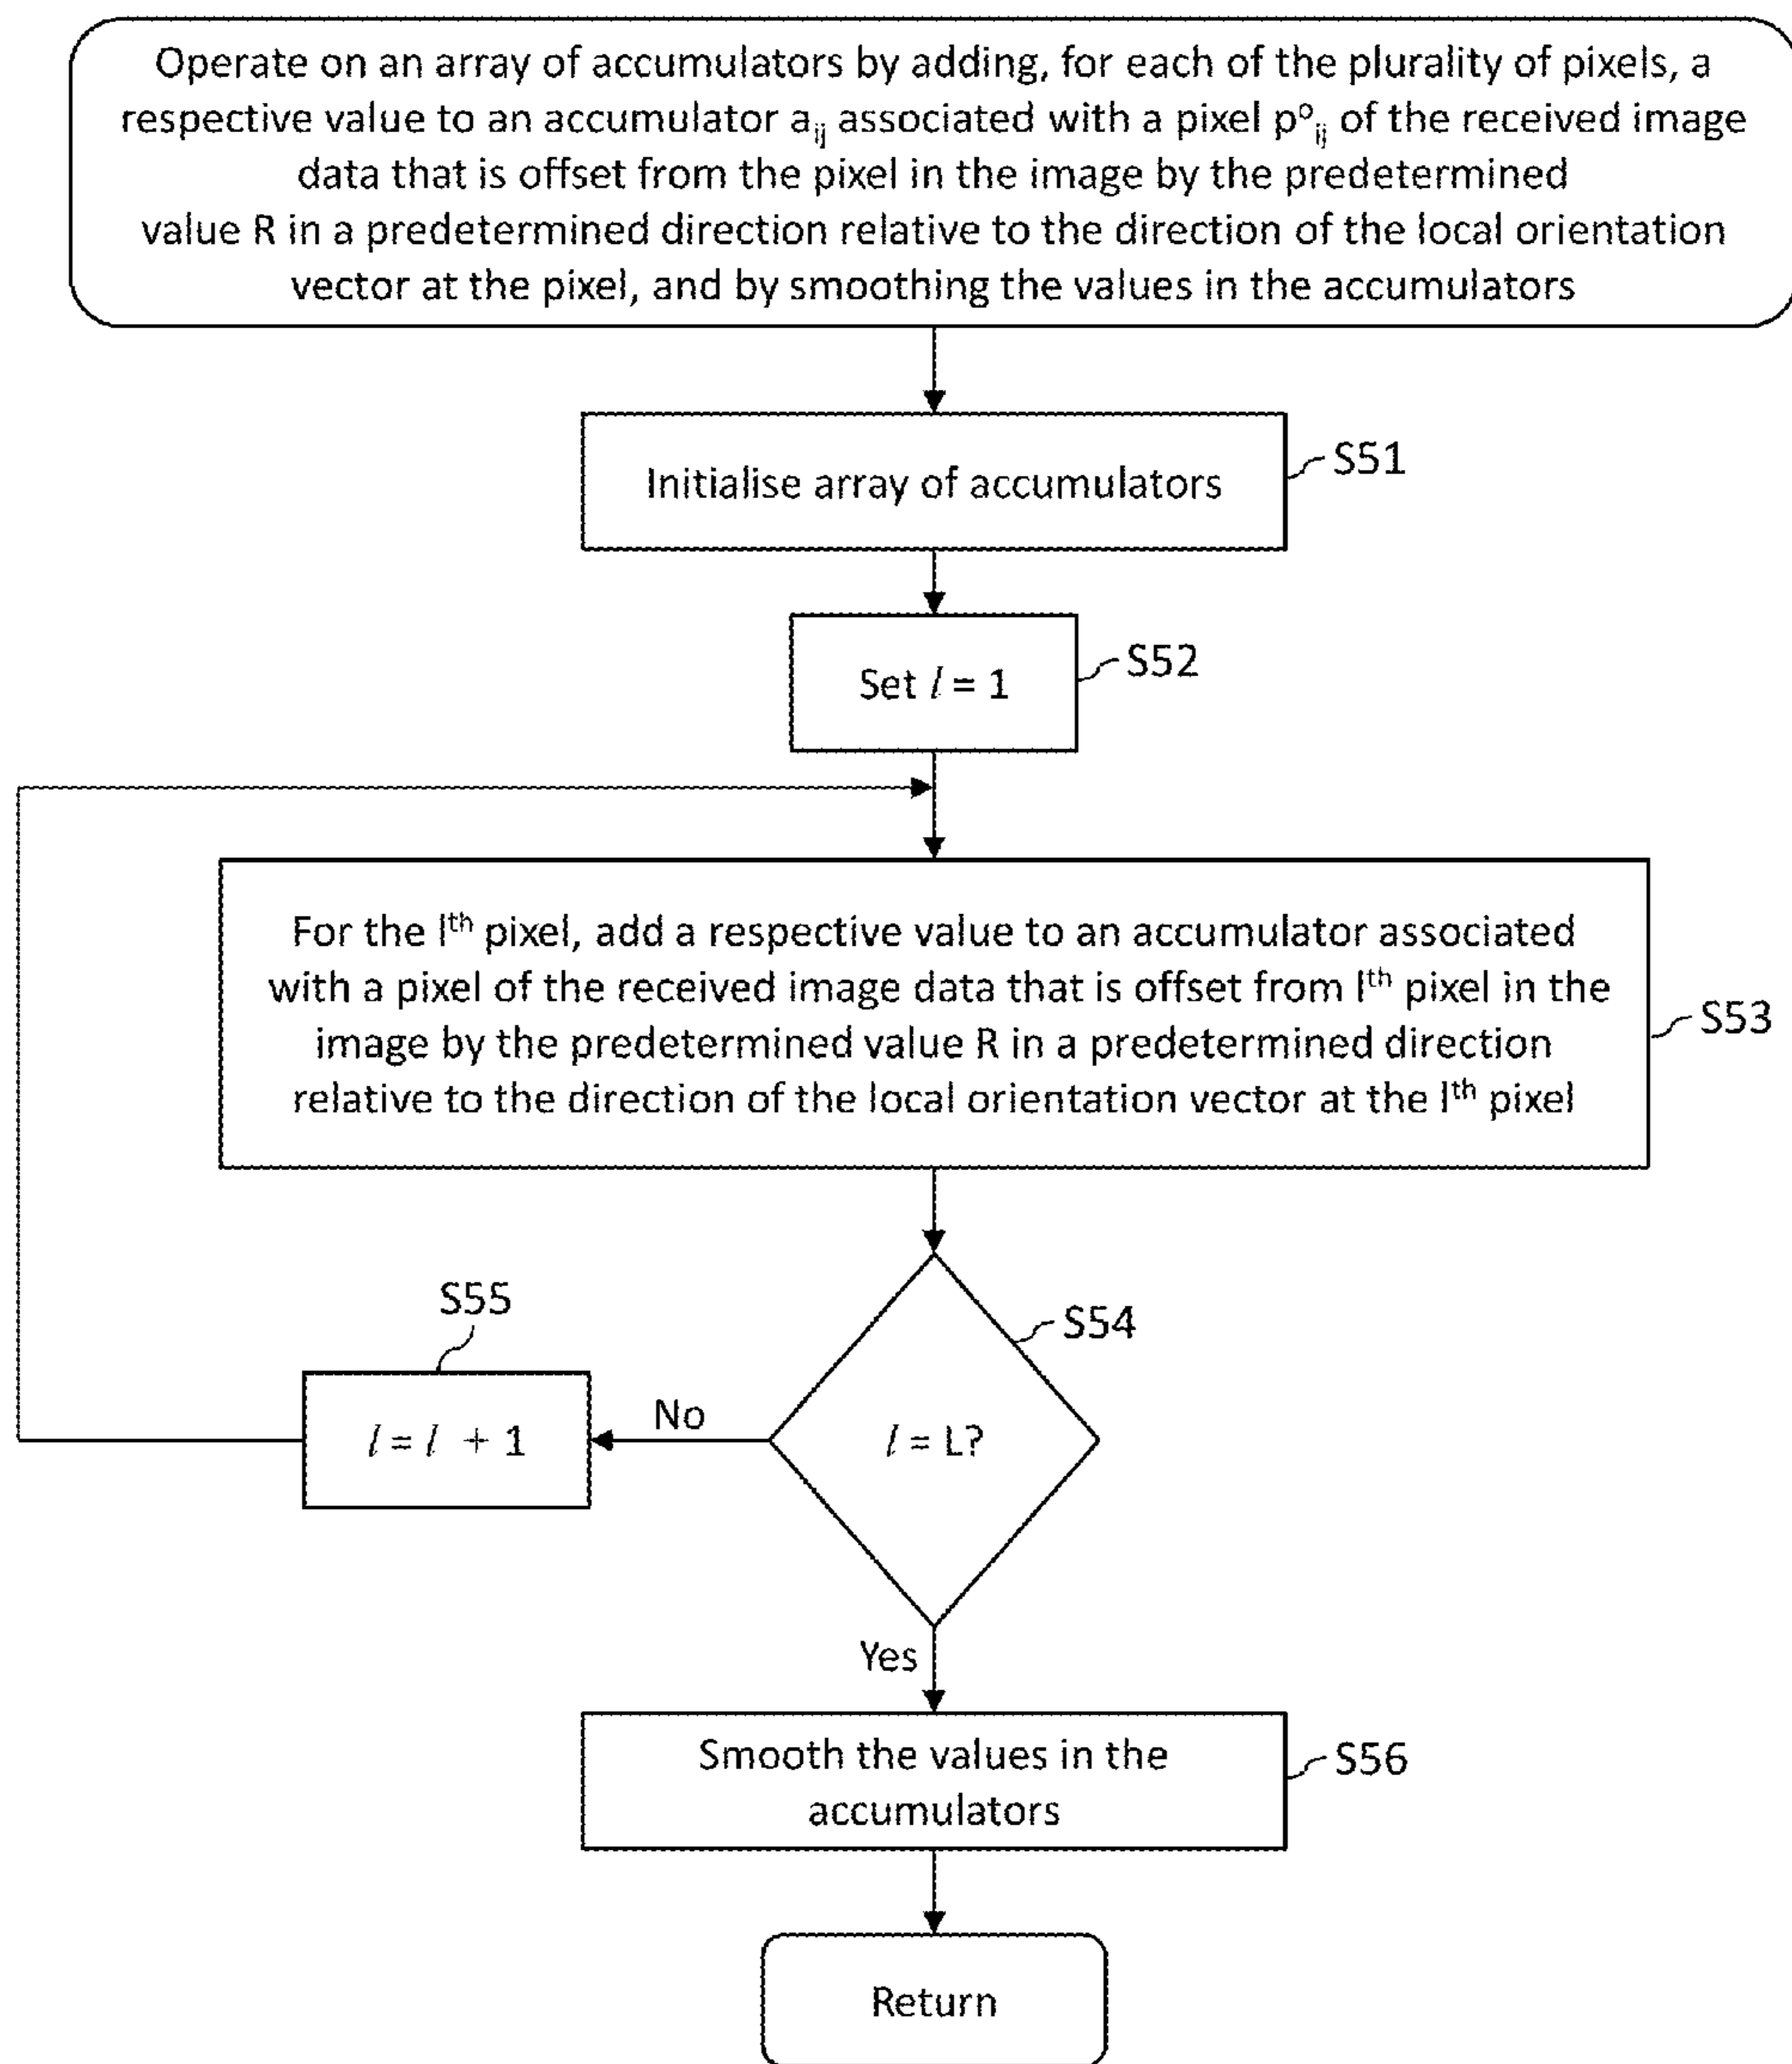 Operate on an array of accumulators by adding, for each of the plurality of pixels, a
respective value to an accumulator aᵢⱼ associated with a pixel pᵒᵢⱼ of the received image
data that is offset from the pixel in the image by the predetermined
value R in a predetermined direction relative to the direction of the local orientation
vector at the pixel, and by smoothing the values in the accumulators
Initialise array of accumulators
S51
Set l = 1
S52
For the lᵗʰ pixel, add a respective value to an accumulator associated
with a pixel of the received image data that is offset from lᵗʰ pixel in the
image by the predetermined value R in a predetermined direction
relative to the direction of the local orientation vector at the lᵗʰ pixel
S53
S55
S54
l = l + 1
No
l = L?
Yes
Smooth the values in the
accumulators
S56
Return